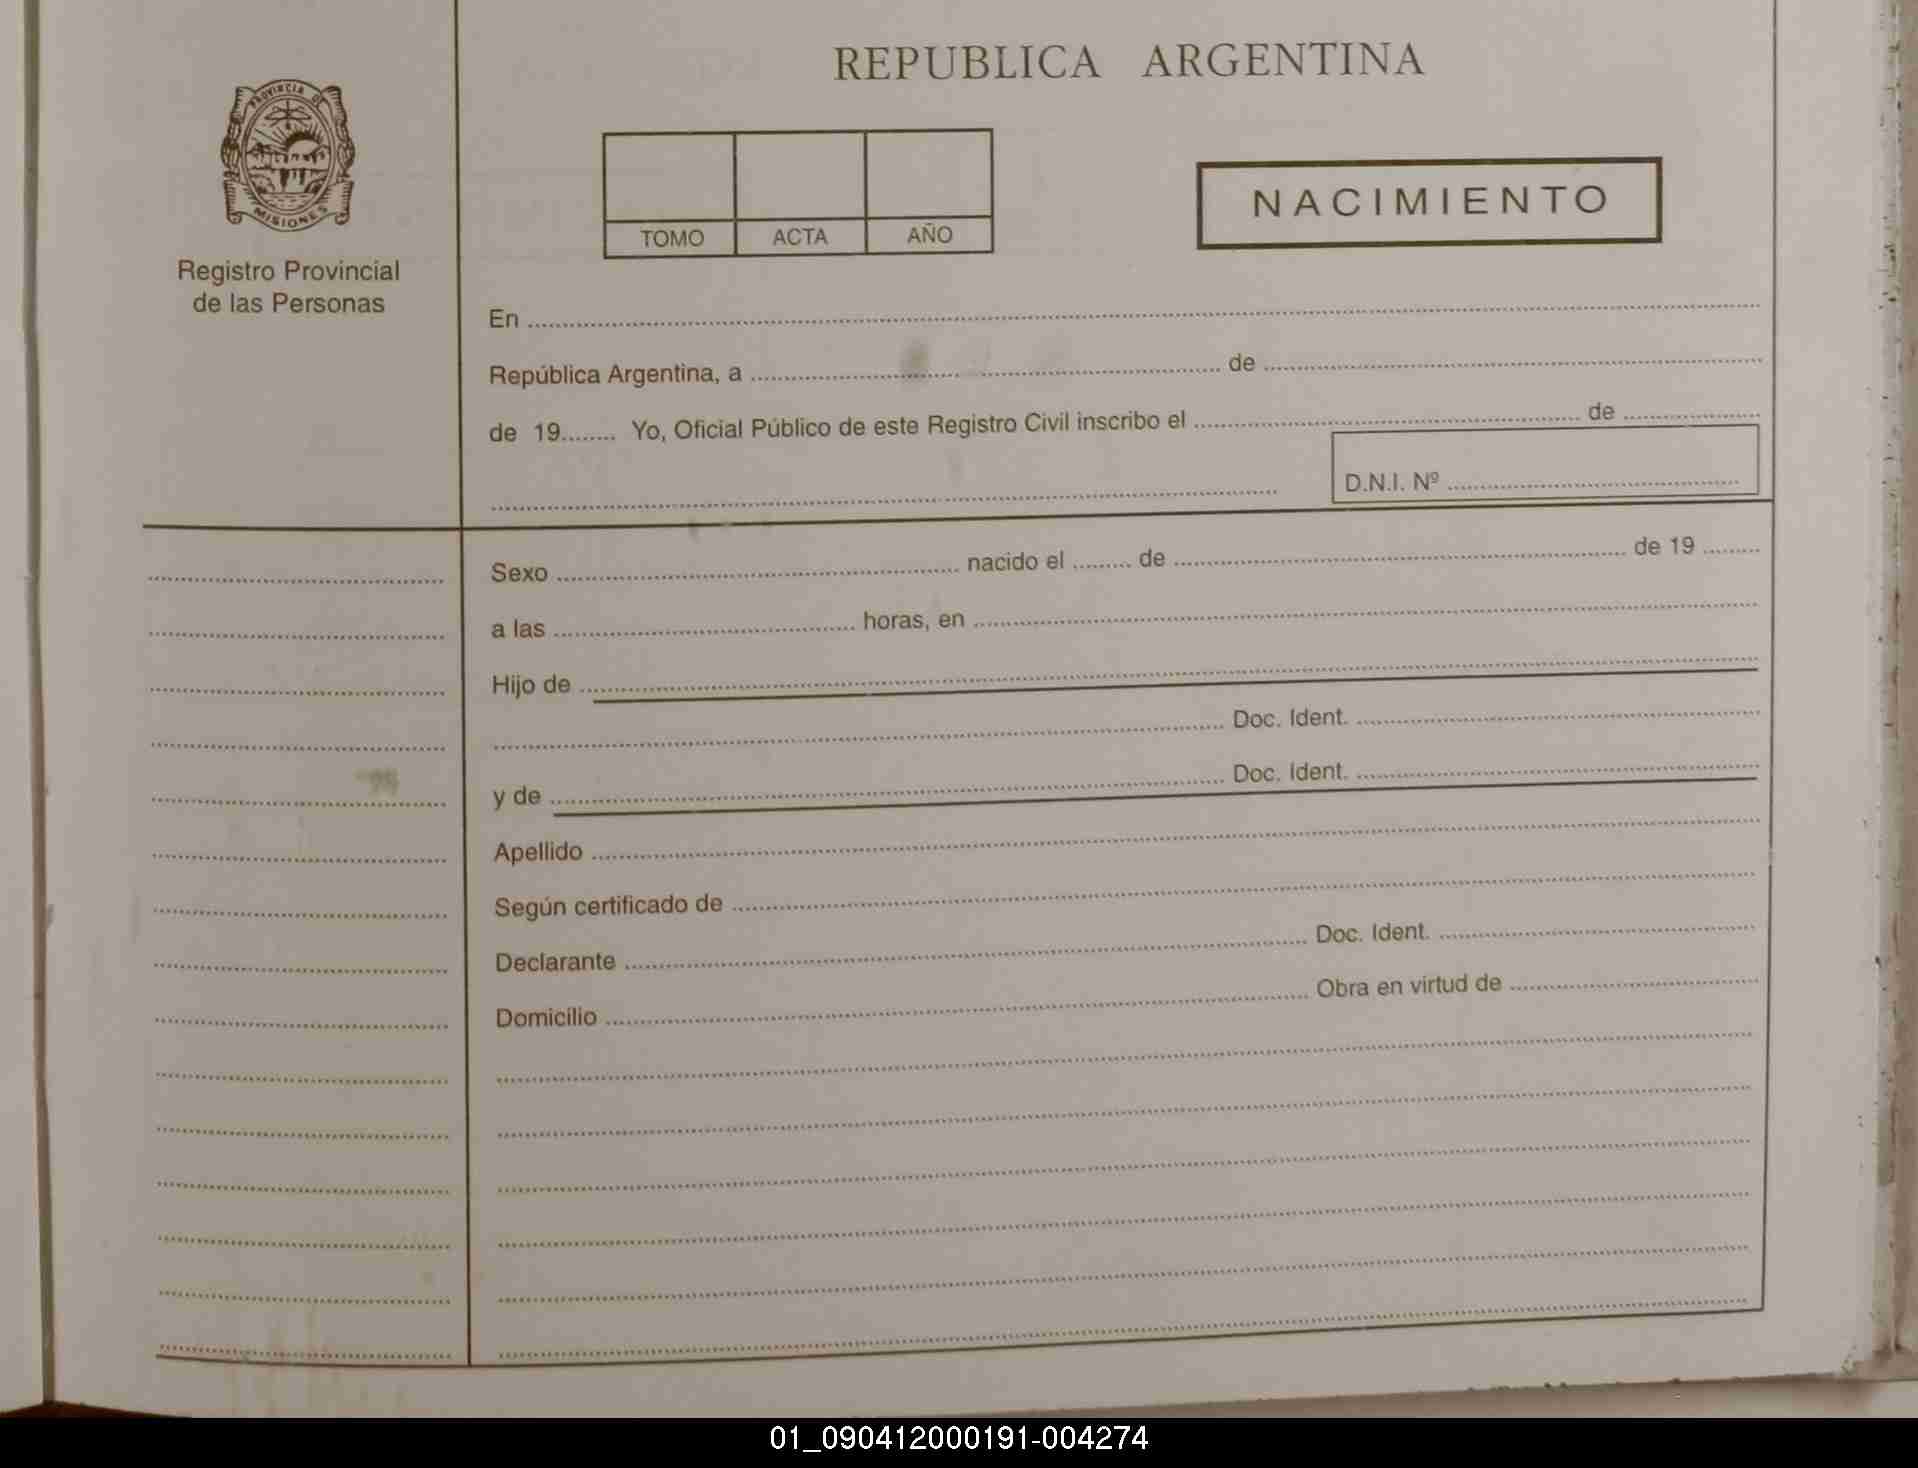 REPUBLICA ARGENTINA
PROVINCIA DE
MISIONES
Registro Provincial
de las Personas
TOMO ACTA AÑO
NACIMIENTO
En
República Argentina, a de
de 19 Yo, Oficial Público de este Registro Civil inscribo el de
D.N.I. Nº
Sexo nacido el de de 19
a las horas, en
Hijo de
Doc. Ident.
y de Doc. Ident.
Apellido
Según certificado de
Declarante Doc. Ident.
Domicilio Obra en virtud de
01_090412000191-004274